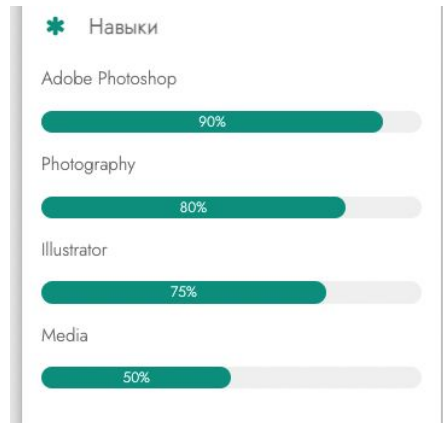 Навыки
Adobe Photoshop
90%
Photography
80%
Illustrator
75%
Media
50%